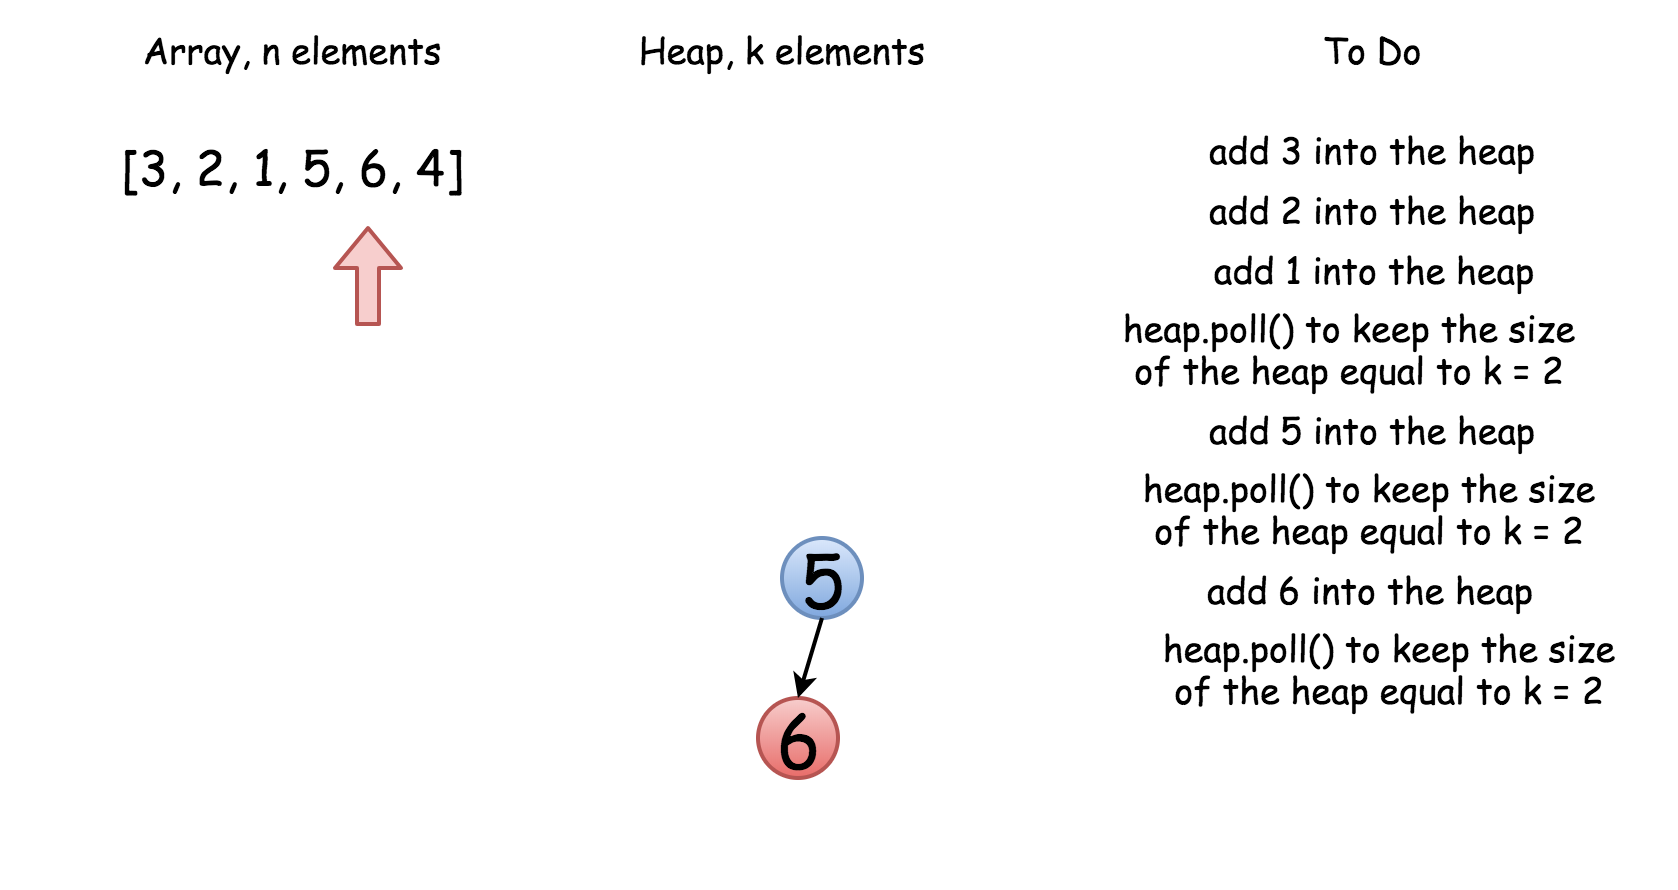 Array, n elements
Heap, k elements
To Do
[3, 2, 1, 5, 6, 4]
add 3 into the heap
add 2 into the heap
add 1 into the heap
heap.poll() to keep the size
of the heap equal to k = 2
add 5 into the heap
heap.poll() to keep the size
of the heap equal to k = 2
add 6 into the heap
heap.poll() to keep the size
of the heap equal to k = 2
5
6